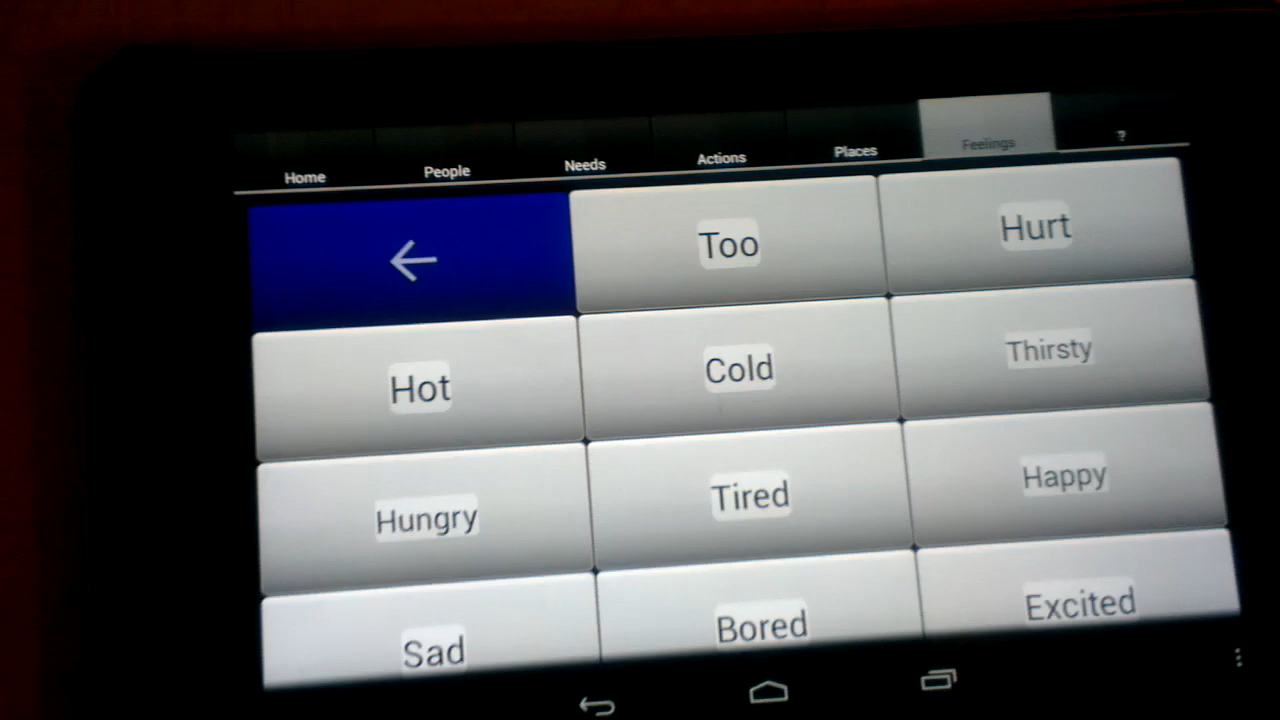 Home People Needs Actions Places Feelings ?
Too Hurt
Hot Cold Thirsty
Hungry Tired Happy
Sad Bored Excited